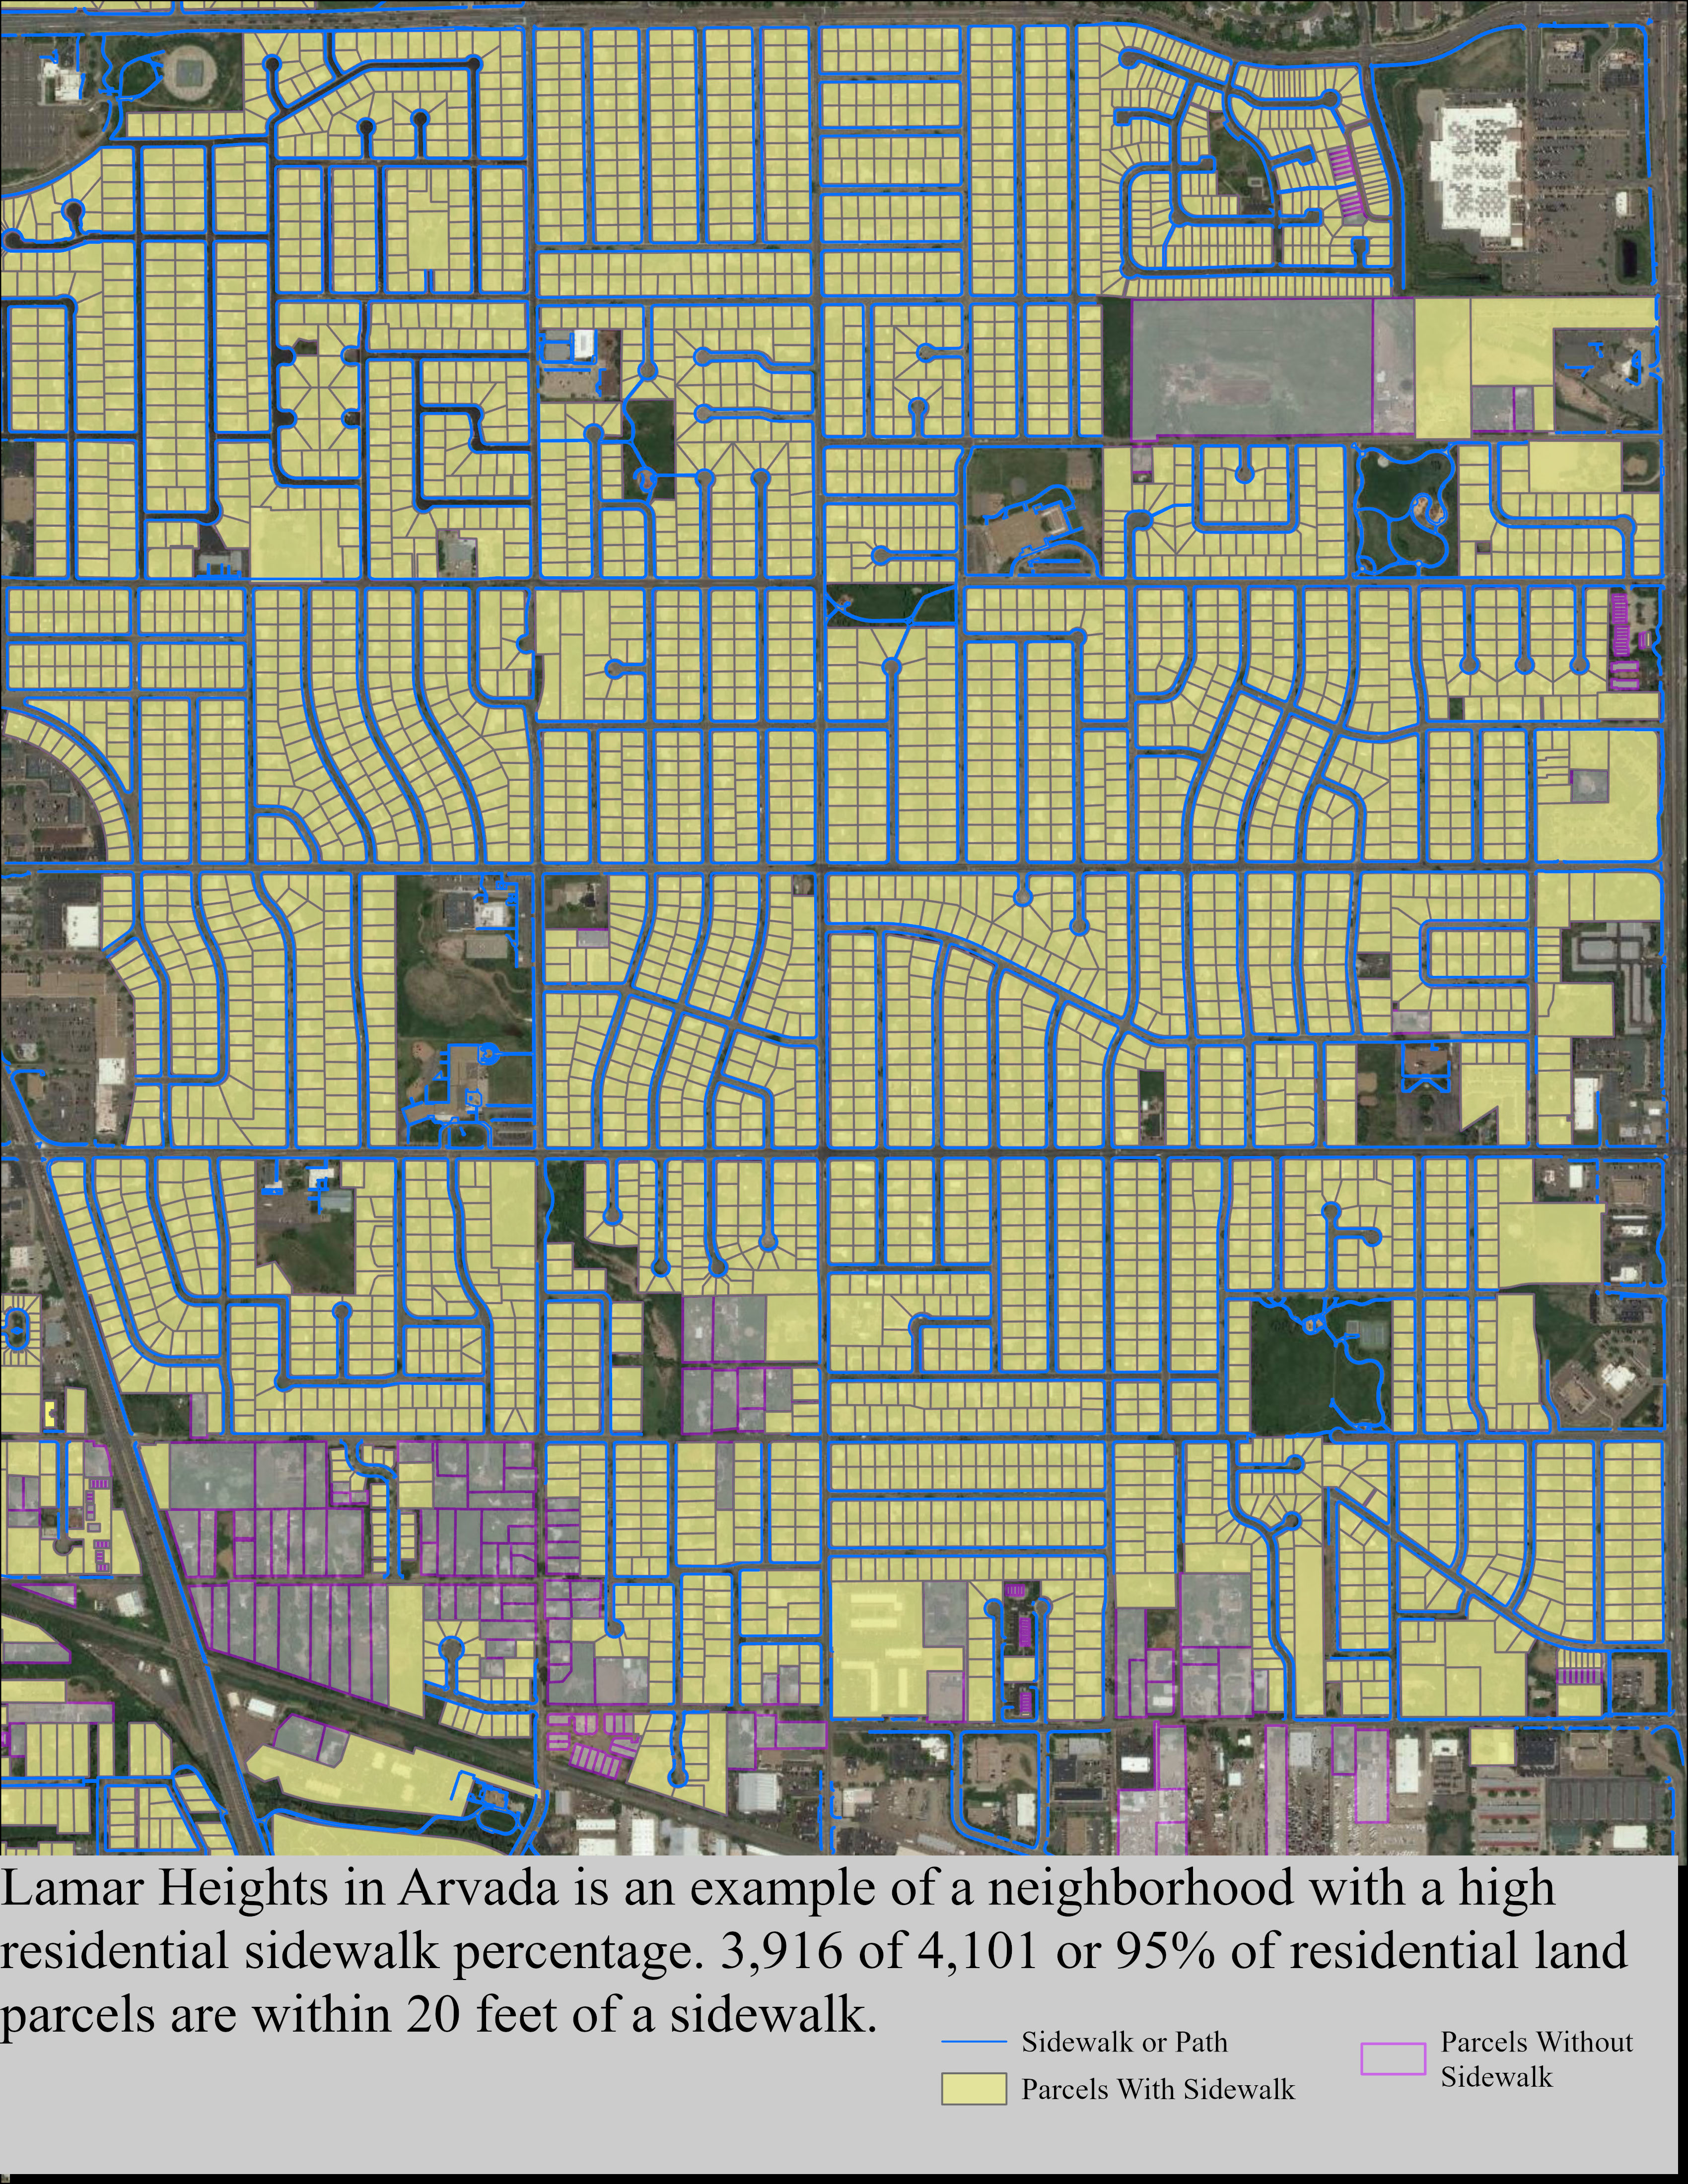 Lamar Heights in Arvada is an example of a neighborhood with a high
residential sidewalk percentage. 3,916 of 4,101 or 95% of residential land
parcels are within 20 feet of a sidewalk.
Sidewalk or Path
Parcels With Sidewalk
Parcels Without
Sidewalk